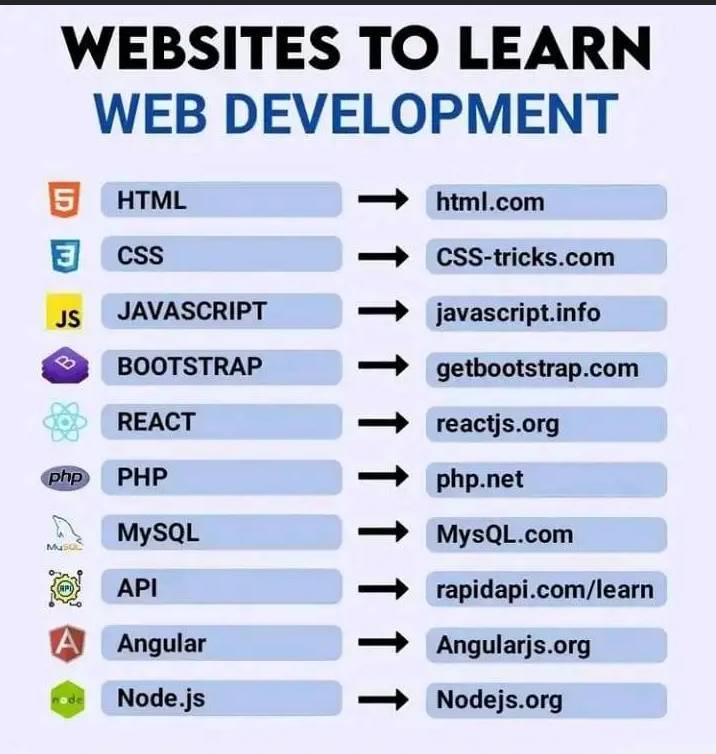 WEBSITES TO LEARN
WEB DEVELOPMENT
5 HTML → html.com
3 CSS → CSS-tricks.com
JS JAVASCRIPT → javascript.info
B BOOTSTRAP → getbootstrap.com
REACT → reactjs.org
php PHP → php.net
MySQL MySQL → MysQL.com
API API → rapidapi.com/learn
A Angular → Angularjs.org
node Node.js → Nodejs.org